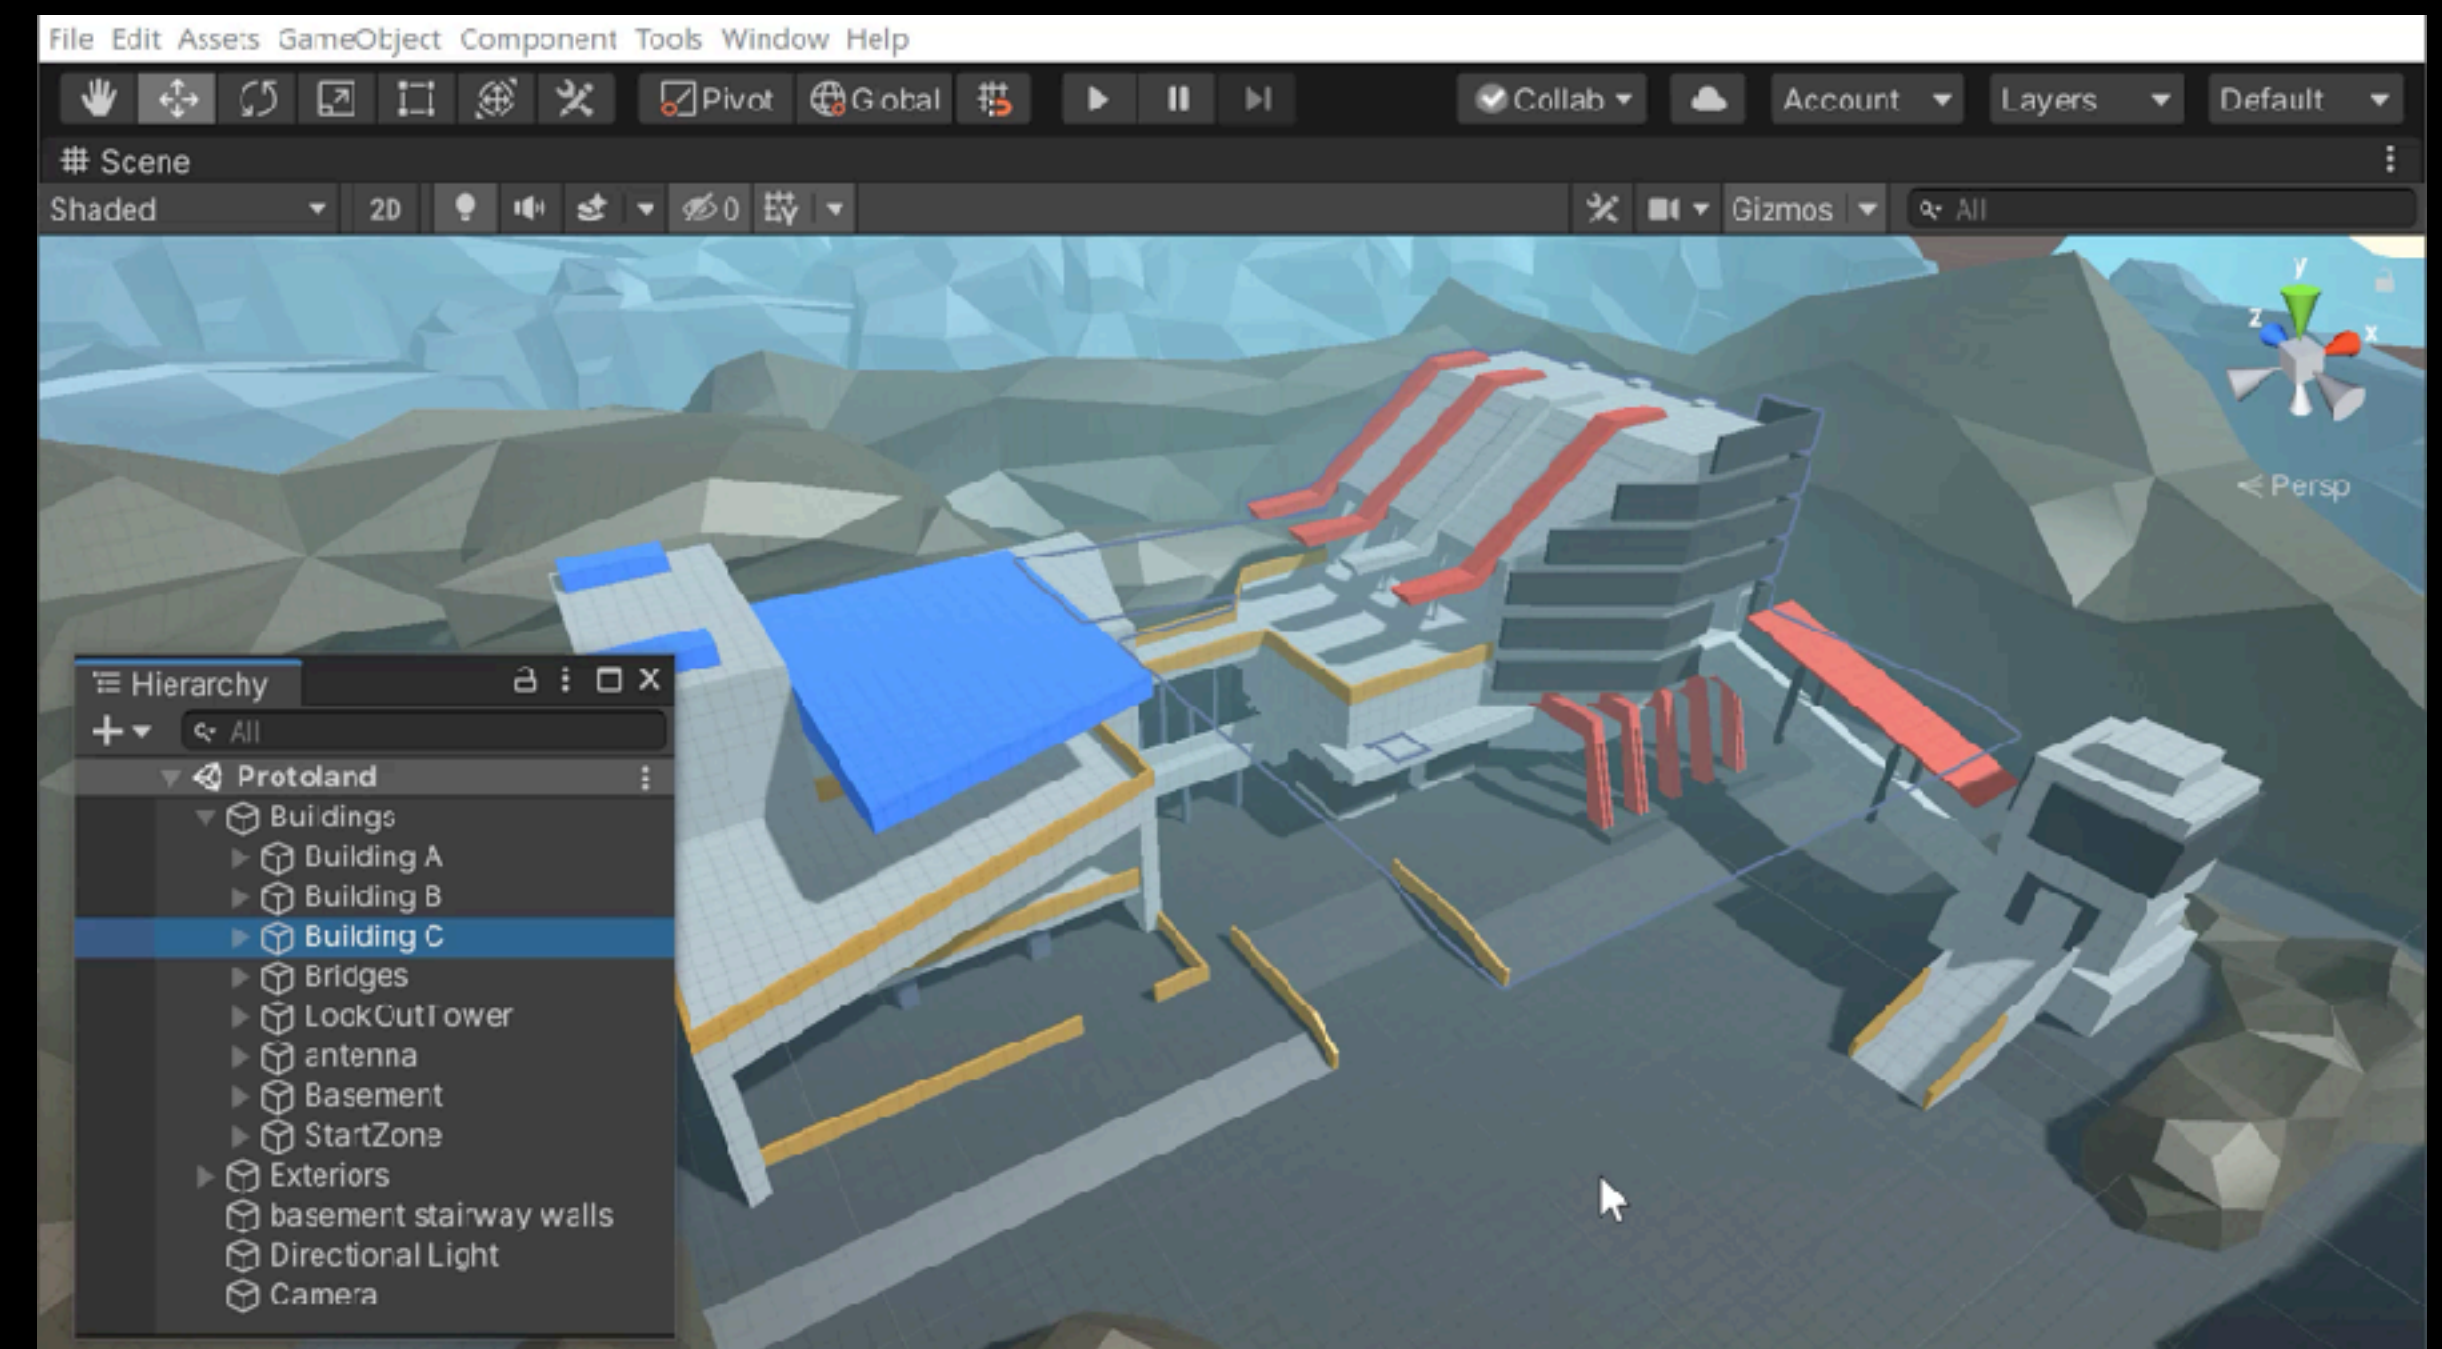 File Edit Assets GameObject Component Tools Window Help
Pivot Global Collab Account Layers Default
Scene
Shaded 2D 0 Gizmos All
y
z x
Persp
Hierarchy
All
Protoland
Buildings
Building A
Building B
Building C
Bridges
LookOutTower
antenna
Basement
StartZone
Exteriors
basement stairway walls
Directional Light
Camera